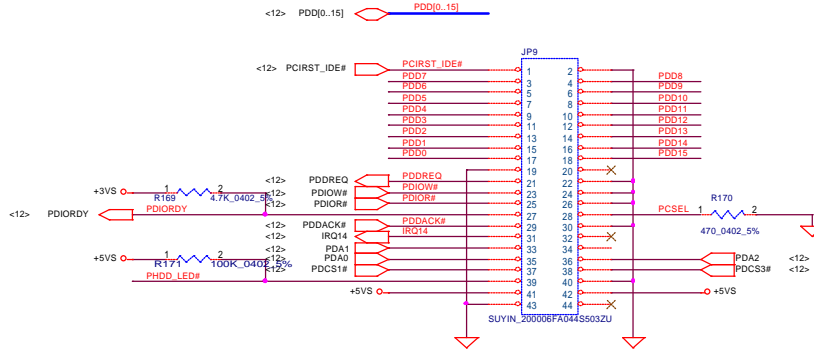 <12> PDD[0..15] PDD[0..15]
JP9
<12> PCIRST_IDE# PCIRST_IDE# 1 2
PDD7 3 4 PDD8
PDD6 5 6 PDD9
PDD5 7 8 PDD10
PDD4 9 10 PDD11
PDD3 11 12 PDD12
PDD2 13 14 PDD13
PDD1 15 16 PDD14
PDD0 17 18 PDD15
19 20
<12> PDDREQ PDDREQ 21 22
+3VS 1 2 <12> PDIOW# PDIOW# 23 24
R169 4.7K_0402_5% <12> PDIOR# PDIOR# 25 26 R170
<12> PDIORDY PDIORDY 27 28 PCSEL 1 2
<12> PDDACK# PDDACK# 29 30 470_0402_5%
<12> IRQ14 IRQ14 31 32
<12> PDA1 33 34
+5VS 1 2 <12> PDA0 35 36 PDA2 <12>
R171 100K_0402_5% <12> PDCS1# 37 38 PDCS3# <12>
PHDD_LED# 39 40
+5VS 41 42 +5VS
43 44
SUYIN_200006FA044S503ZU